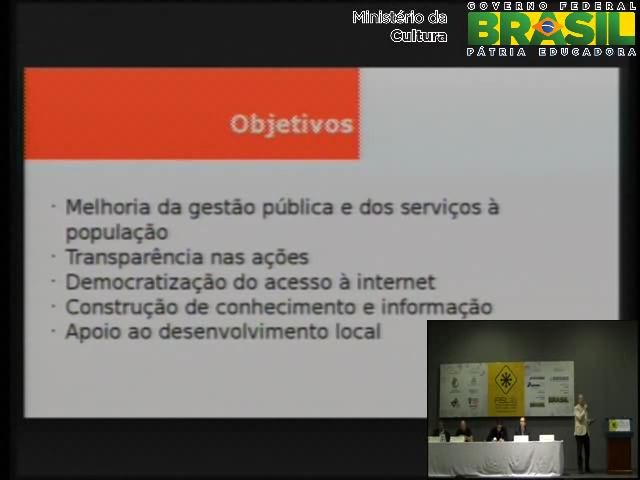 Ministério da
Cultura
GOVERNO FEDERAL
BRASIL
PÁTRIA EDUCADORA
Objetivos
· Melhoria da gestão pública e dos serviços à
população
· Transparência nas ações
· Democratização do acesso à internet
· Construção de conhecimento e informação
· Apoio ao desenvolvimento local
BRASIL